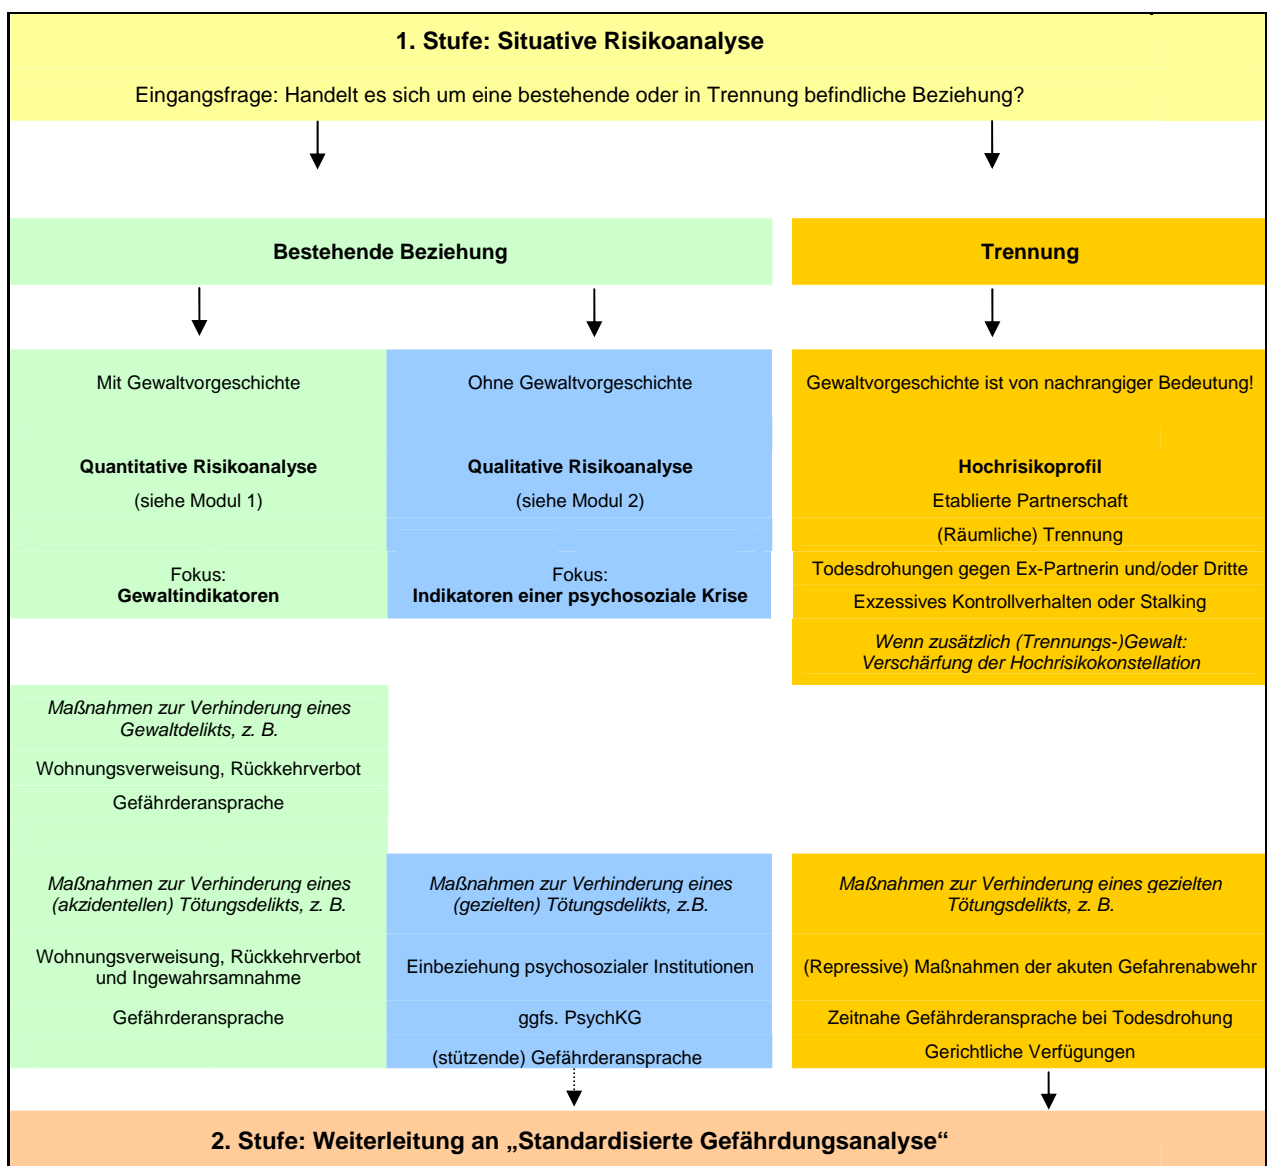 1. Stufe: Situative Risikoanalyse
Eingangsfrage: Handelt es sich um eine bestehende oder in Trennung befindliche Beziehung?
Bestehende Beziehung
Trennung
Mit Gewaltvorgeschichte
Ohne Gewaltvorgeschichte
Gewaltvorgeschichte ist von nachrangiger Bedeutung!
Quantitative Risikoanalyse
(siehe Modul 1)
Qualitative Risikoanalyse
(siehe Modul 2)
Hochrisikoprofil
Etablierte Partnerschaft
(Räumliche) Trennung
Fokus:
Gewaltindikatoren
Fokus:
Indikatoren einer psychosoziale Krise
Todesdrohungen gegen Ex-Partnerin und/oder Dritte
Exzessives Kontrollverhalten oder Stalking
Wenn zusätzlich (Trennungs-)Gewalt:
Verschärfung der Hochrisikokonstellation
Maßnahmen zur Verhinderung eines
Gewaltdelikts, z. B.
Wohnungsverweisung, Rückkehrverbot
Gefährderansprache
Maßnahmen zur Verhinderung eines
(akzidentellen) Tötungsdelikts, z. B.
Wohnungsverweisung, Rückkehrverbot
und Ingewahrsamnahme
Gefährderansprache
Maßnahmen zur Verhinderung eines
(gezielten) Tötungsdelikts, z.B.
Einbeziehung psychosozialer Institutionen
ggfs. PsychKG
(stützende) Gefährderansprache
Maßnahmen zur Verhinderung eines gezielten
Tötungsdelikts, z. B.
(Repressive) Maßnahmen der akuten Gefahrenabwehr
Zeitnahe Gefährderansprache bei Todesdrohung
Gerichtliche Verfügungen
2. Stufe: Weiterleitung an „Standardisierte Gefährdungsanalyse“